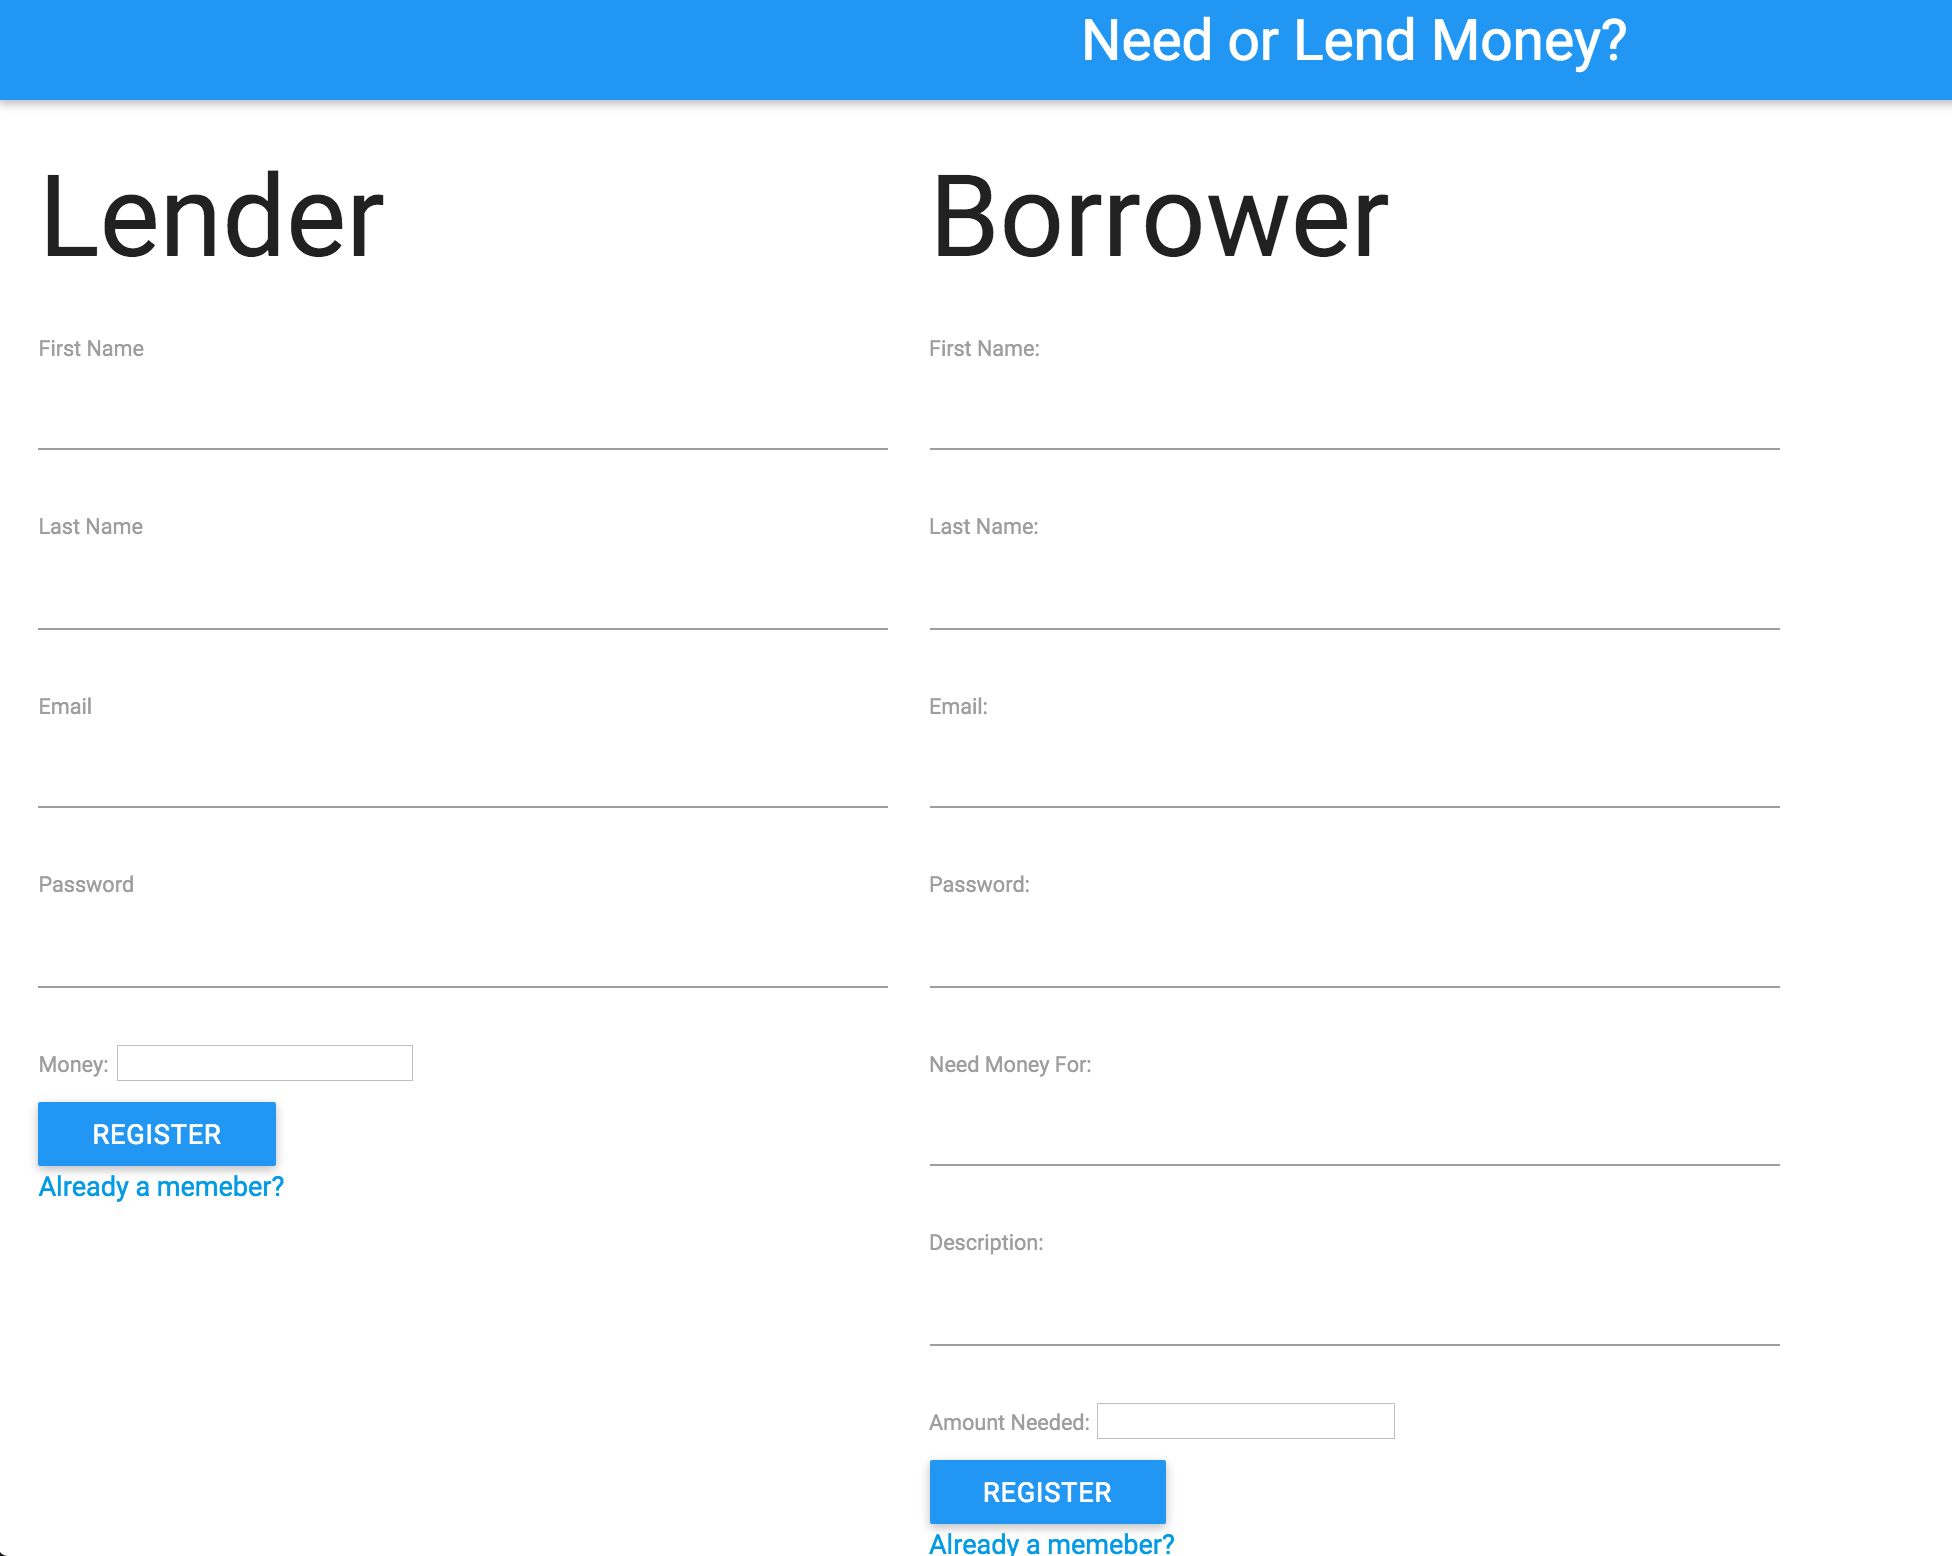 Need or Lend Money?
Lender
First Name
Last Name
Email
Password
Money:
REGISTER
Already a memeber?
Borrower
First Name:
Last Name:
Email:
Password:
Need Money For:
Description:
Amount Needed:
REGISTER
Already a memeber?